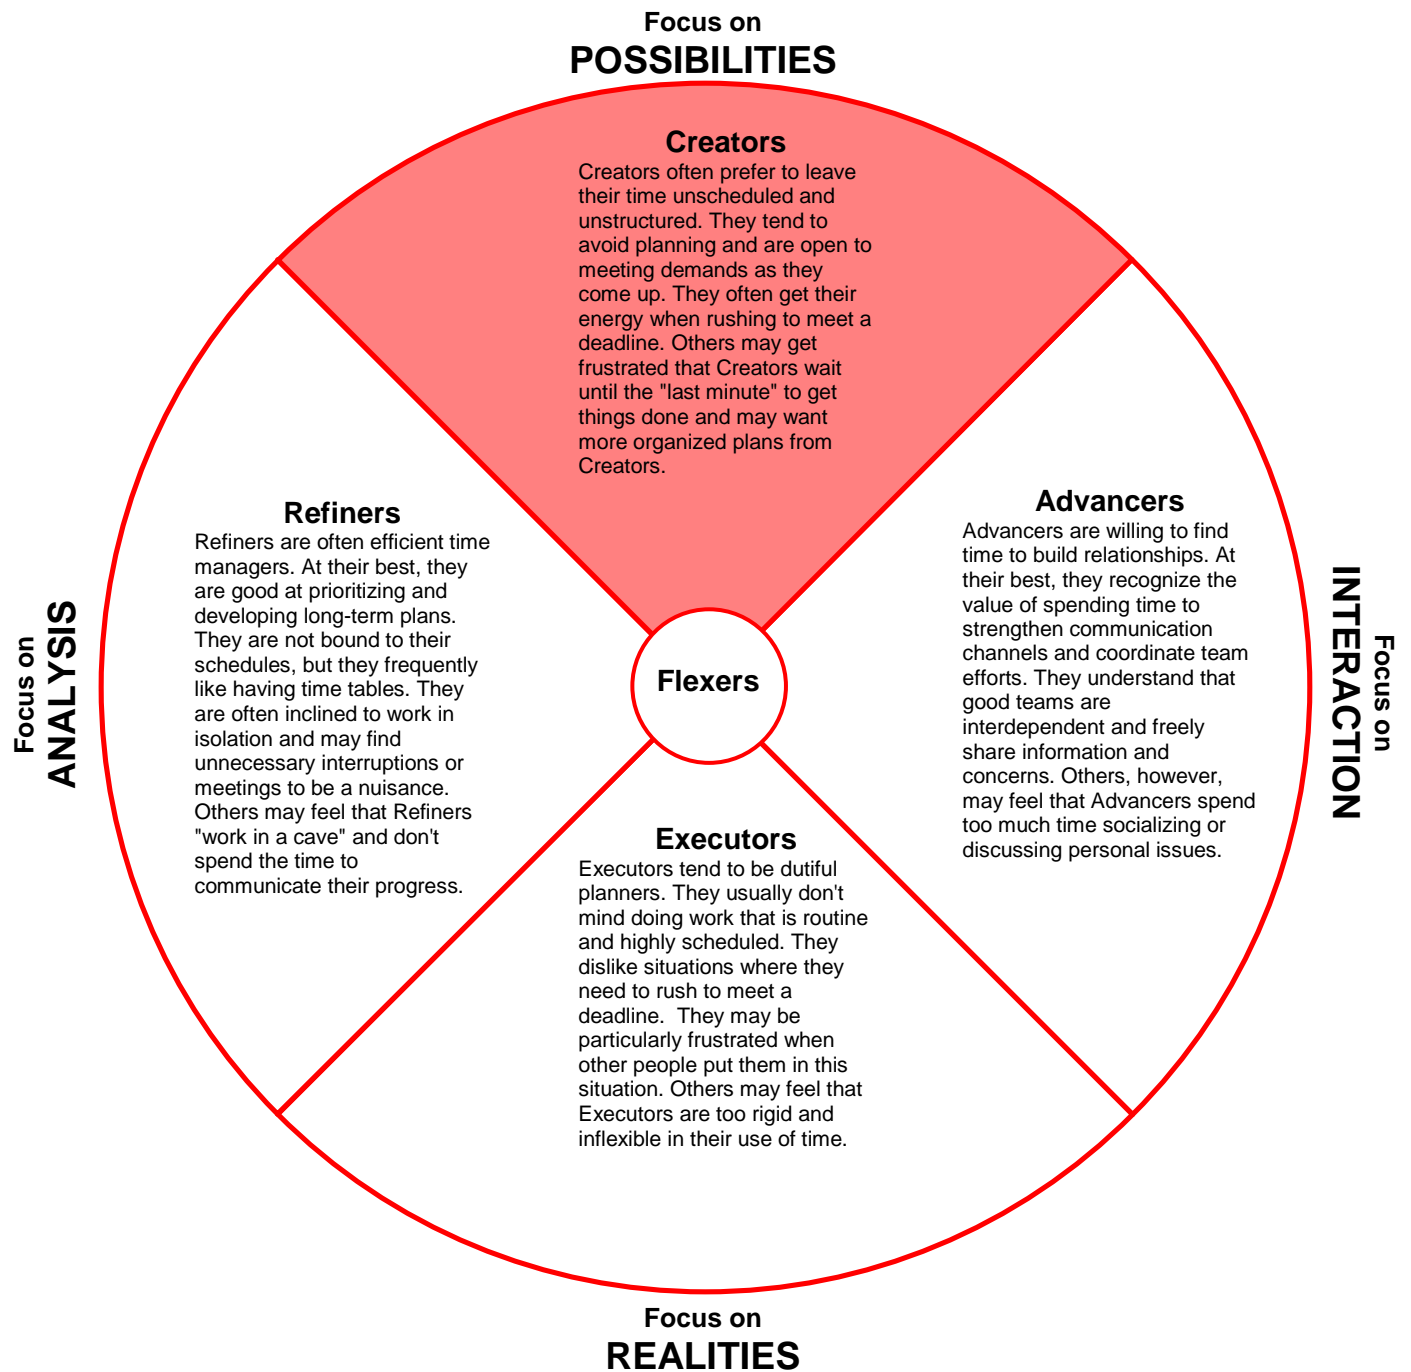 Focus on
POSSIBILITIES
Creators
Creators often prefer to leave
their time unscheduled and
unstructured. They tend to
avoid planning and are open to
meeting demands as they
come up. They often get their
energy when rushing to meet a
deadline. Others may get
frustrated that Creators wait
until the "last minute" to get
things done and may want
more organized plans from
Creators.
Focus on
ANALYSIS
Refiners
Refiners are often efficient time
managers. At their best, they
are good at prioritizing and
developing long-term plans.
They are not bound to their
schedules, but they frequently
like having time tables. They
are often inclined to work in
isolation and may find
unnecessary interruptions or
meetings to be a nuisance.
Others may feel that Refiners
"work in a cave" and don't
spend the time to
communicate their progress.
Flexers
Advancers
Advancers are willing to find
time to build relationships. At
their best, they recognize the
value of spending time to
strengthen communication
channels and coordinate team
efforts. They understand that
good teams are
interdependent and freely
share information and
concerns. Others, however,
may feel that Advancers spend
too much time socializing or
discussing personal issues.
Focus on
INTERACTION
Executors
Executors tend to be dutiful
planners. They usually don't
mind doing work that is routine
and highly scheduled. They
dislike situations where they
need to rush to meet a
deadline.  They may be
particularly frustrated when
other people put them in this
situation. Others may feel that
Executors are too rigid and
inflexible in their use of time.
Focus on
REALITIES